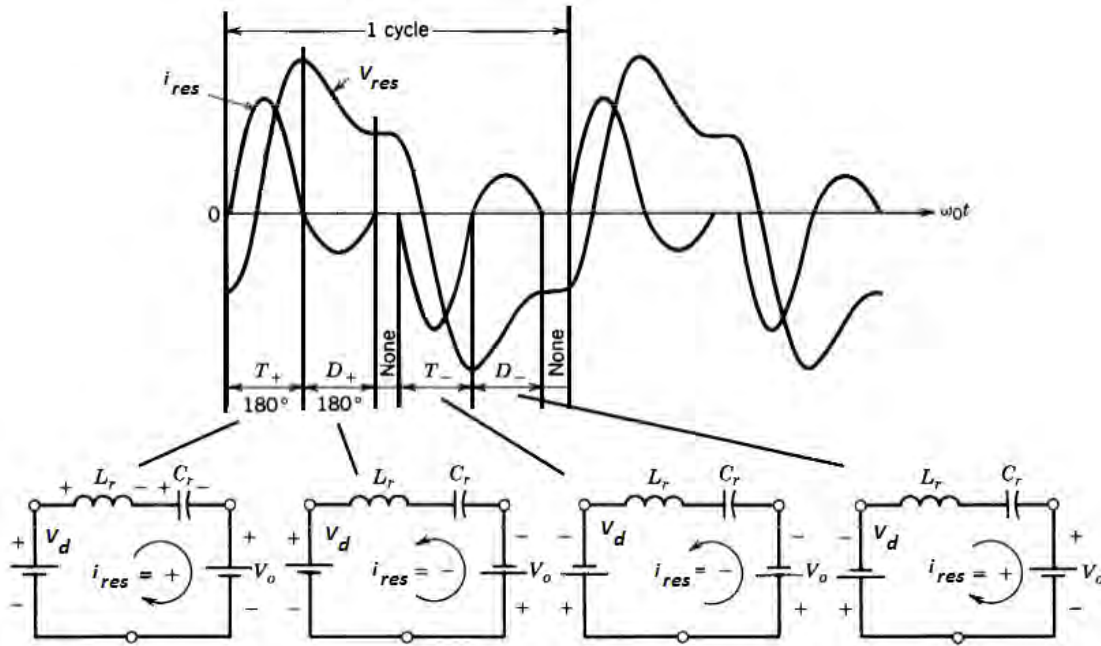 1 cycle
i_res
V_res
0
ω₀t
T₊ D₊ None T₋ D₋ None
180° 180°
+ L_r − + C_r −
+ V_d +
i_res = + V_o
− −
L_r C_r
+ V_d −
i_res = − V_o
− +
L_r C_r
− V_d −
i_res = − V_o
+ +
L_r C_r
− V_d +
i_res = + V_o
+ −